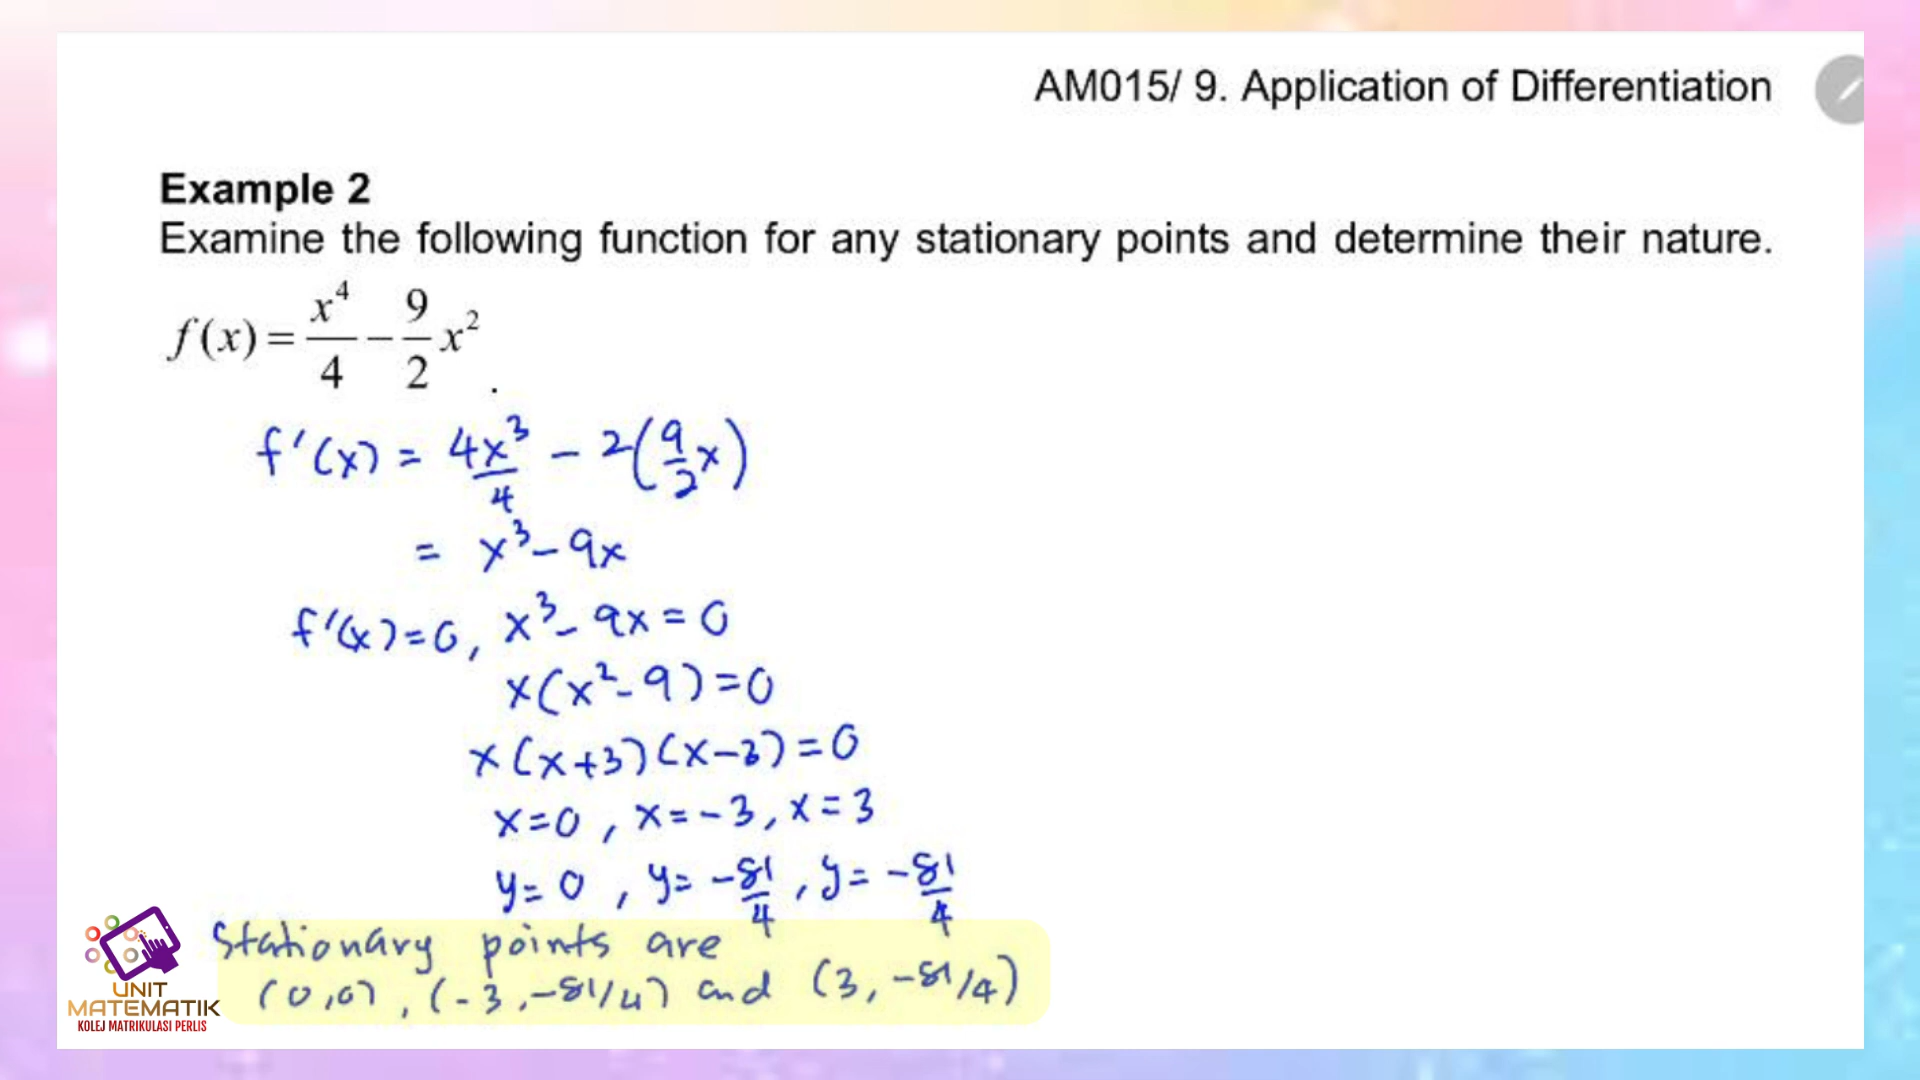 AM015/ 9. Application of Differentiation
Example 2
Examine the following function for any stationary points and determine their nature.
f(x) = x⁴/4 − 9/2 x² .
f'(x) = 4x³/4 − 2(9/2 x)
= x³ − 9x
f'(x) = 0, x³ − 9x = 0
x(x² − 9) = 0
x(x+3)(x−3) = 0
x=0, x=−3, x=3
y=0, y=−81/4, y=−81/4
Stationary points are
(0,0), (−3, −81/4) and (3, −81/4)
UNIT
MATEMATIK
KOLEJ MATRIKULASI PERLIS